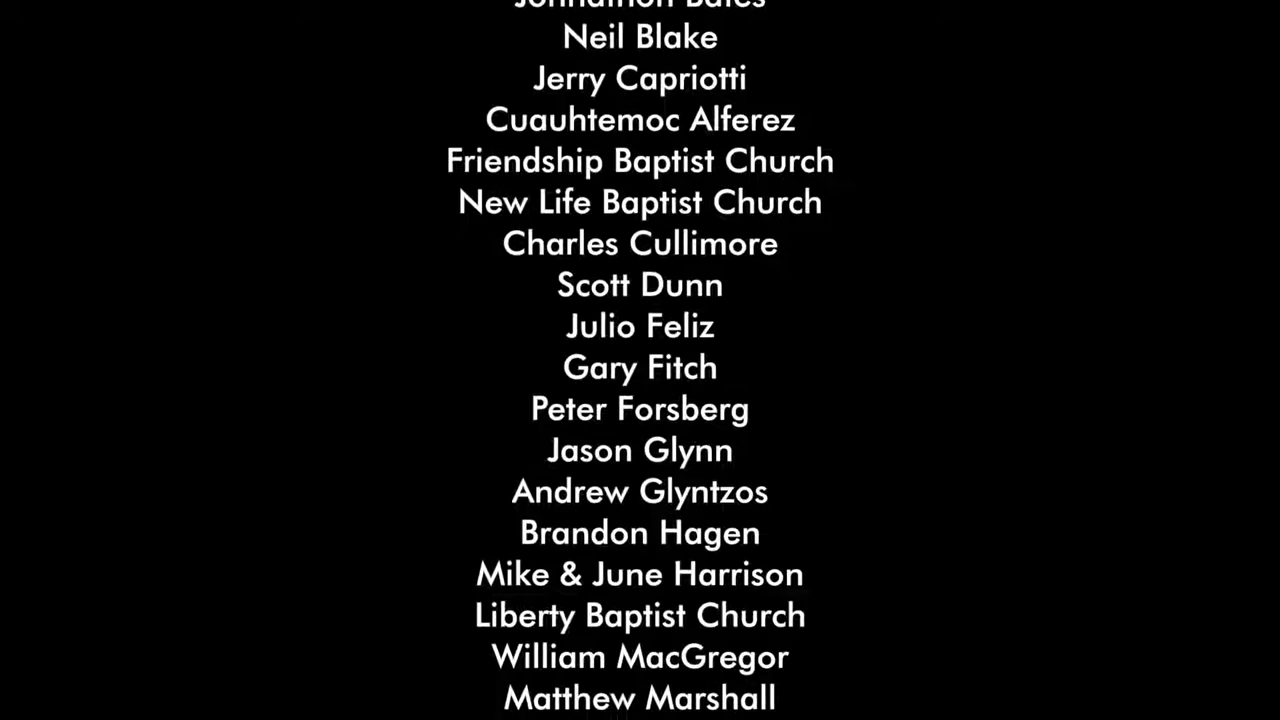 Johnathon Bates
Neil Blake
Jerry Capriotti
Cuauhtemoc Alferez
Friendship Baptist Church
New Life Baptist Church
Charles Cullimore
Scott Dunn
Julio Feliz
Gary Fitch
Peter Forsberg
Jason Glynn
Andrew Glyntzos
Brandon Hagen
Mike & June Harrison
Liberty Baptist Church
William MacGregor
Matthew Marshall